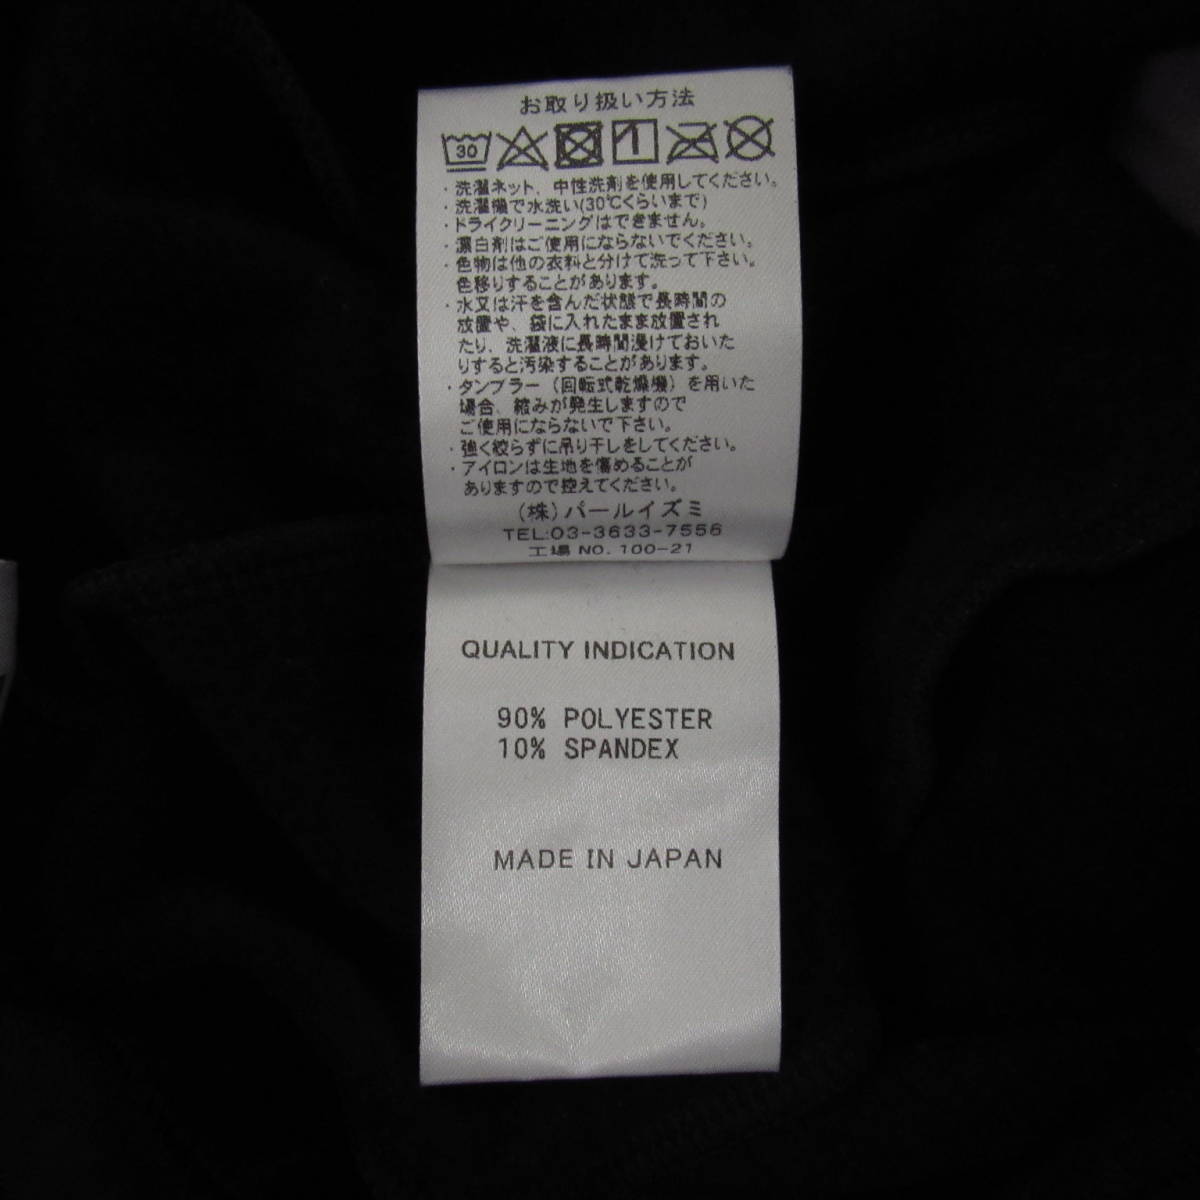 お取り扱い方法
30
・洗濯ネット、中性洗剤を使用してください。
・洗濯機で水洗い(30℃くらいまで)
・ドライクリーニングはできません。
・漂白剤はご使用にならないでください。
・色物は他の衣料と分けて洗って下さい。
色移りすることがあります。
・水又は汗を含んだ状態で長時間の
放置や、袋に入れたまま放置され
たり、洗濯液に長時間浸けておいた
りすると汚染することがあります。
・タンブラー（回転式乾燥機）を用いた
場合、縮みが発生しますので
ご使用にならないで下さい。
・強く絞らずに吊り干しをしてください。
・アイロンは生地を傷めることが
ありますので控えてください。
(株)パールイズミ
TEL:03-3633-7556
工場 NO. 100-21
QUALITY INDICATION
90% POLYESTER
10% SPANDEX
MADE IN JAPAN